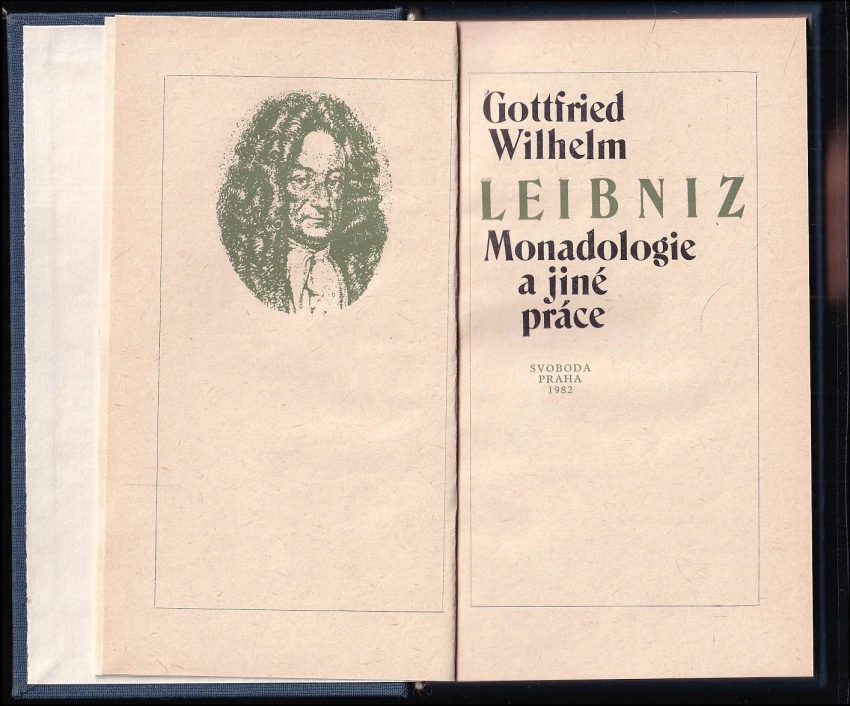 Gottfried
Wilhelm
LEIBNIZ
Monadologie
a jiné
práce
SVOBODA
PRAHA
1982